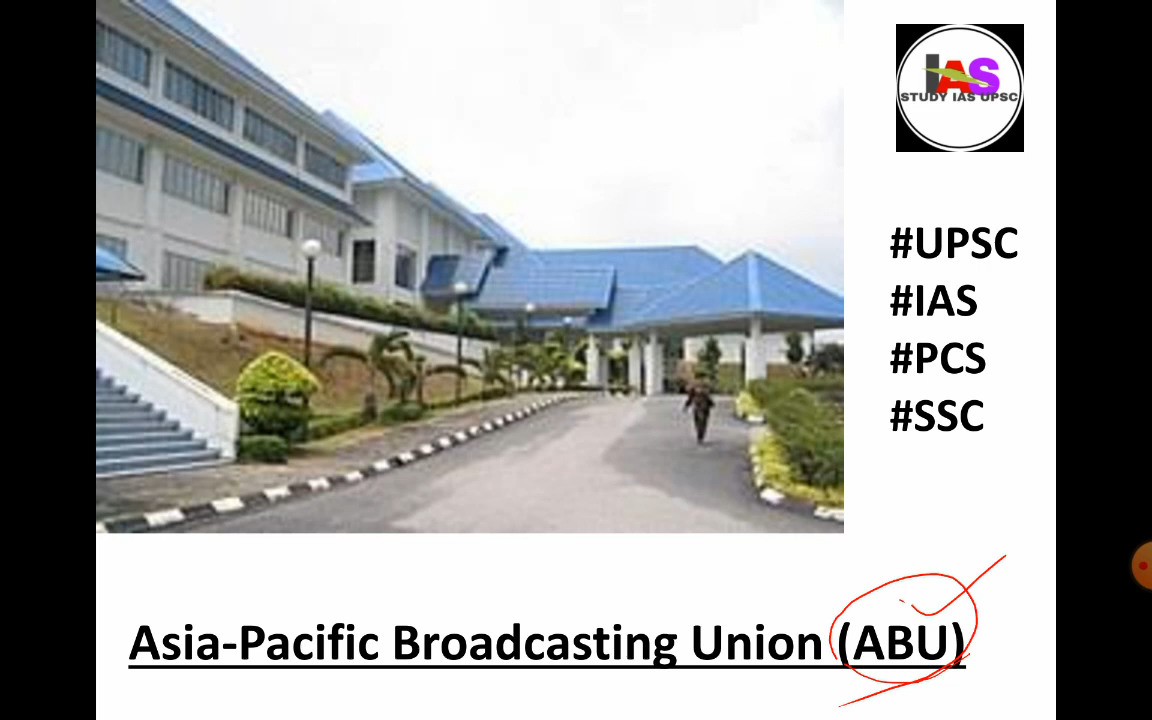 IAS
STUDY IAS UPSC
#UPSC
#IAS
#PCS
#SSC
Asia-Pacific Broadcasting Union (ABU)